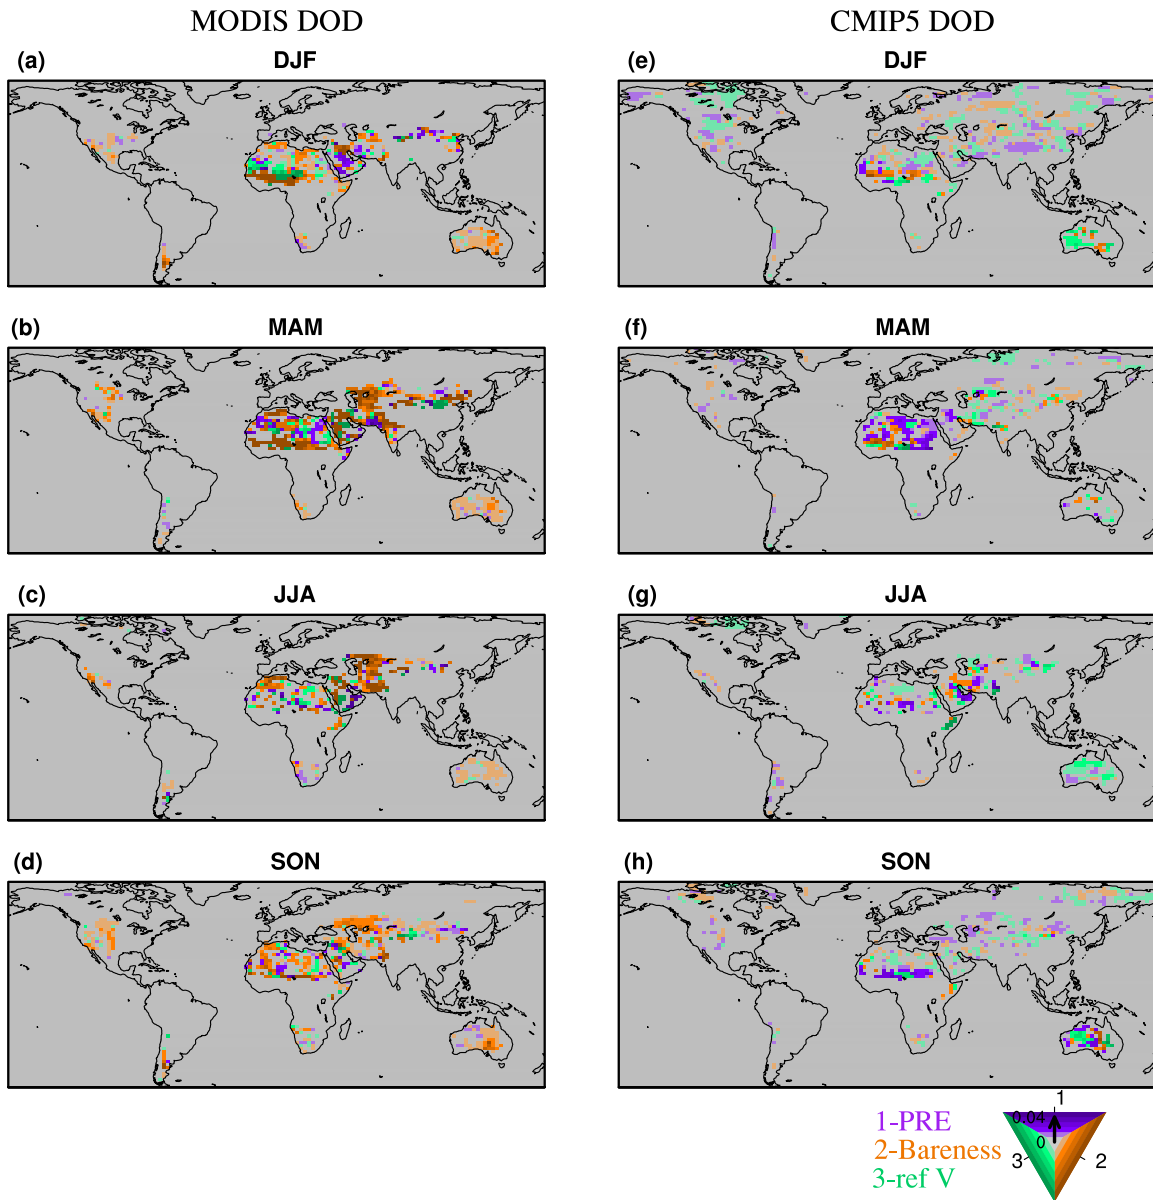 MODIS DOD
CMIP5 DOD
(a) DJF
(e) DJF
(b) MAM
(f) MAM
(c) JJA
(g) JJA
(d) SON
(h) SON
1-PRE
2-Bareness
3-ref V
1
0.04
0
3
2